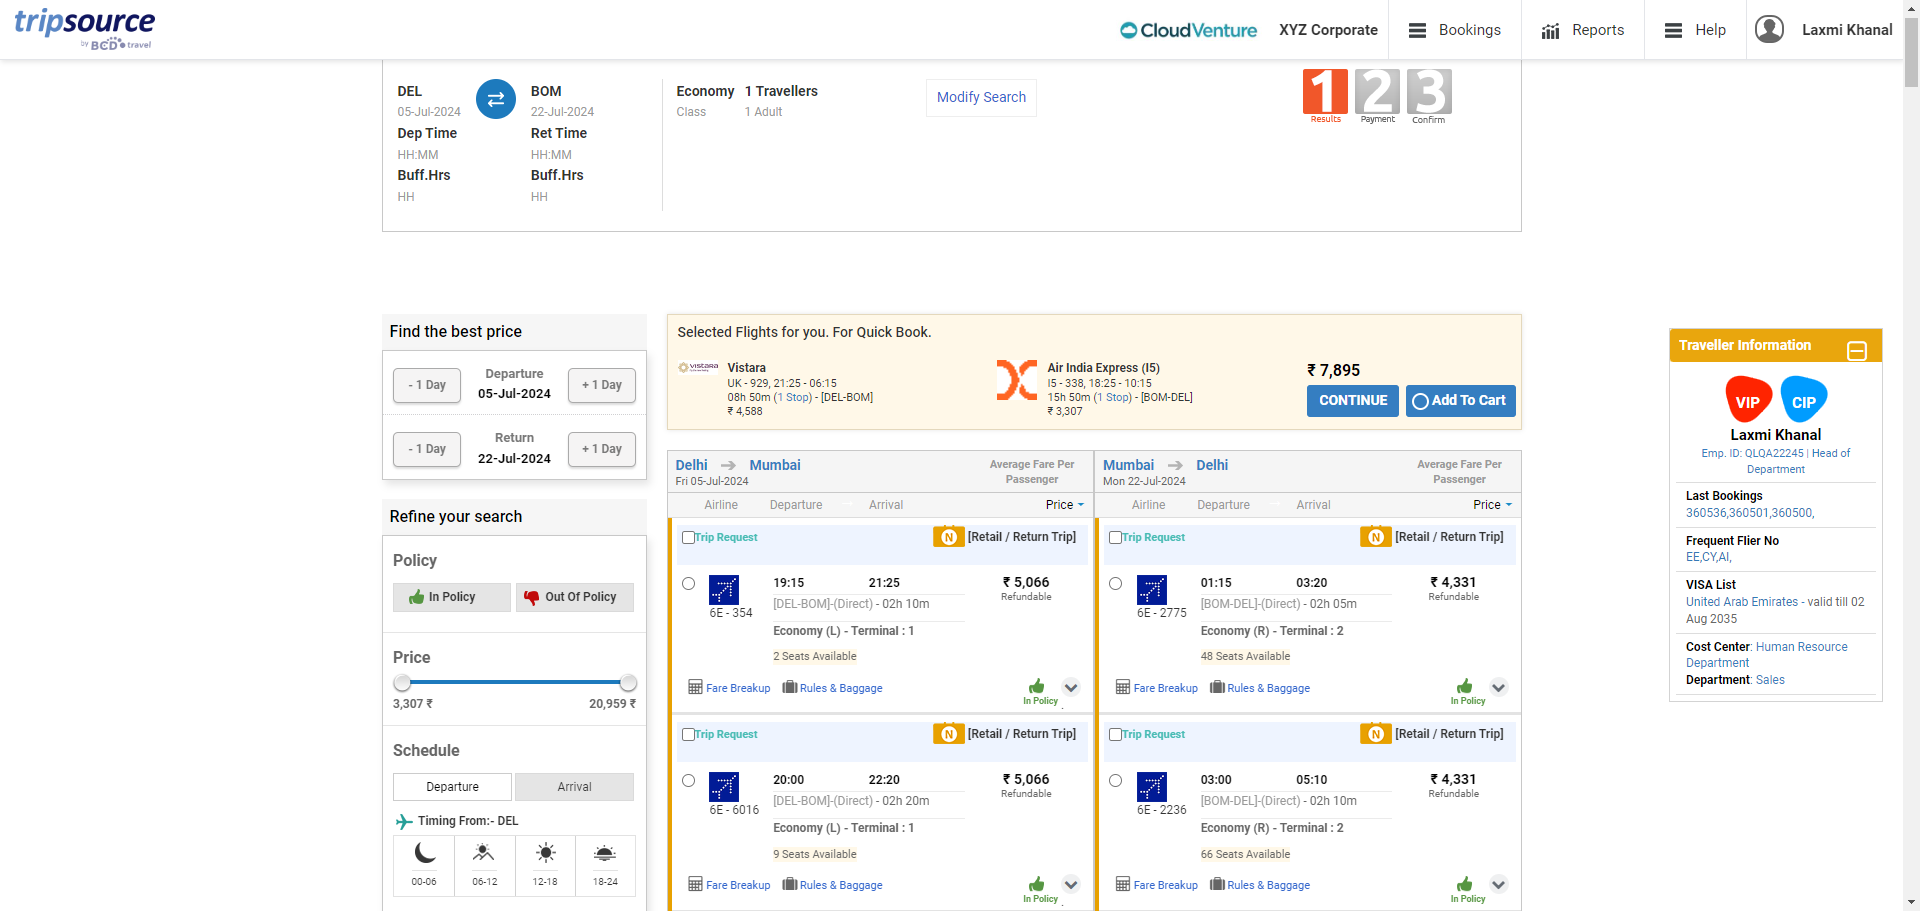 tripsource
by BCD travel
CloudVenture
XYZ Corporate
Bookings
Reports
Help
Laxmi Khanal
DEL
05-Jul-2024
Dep Time
HH:MM
Buff.Hrs
HH
BOM
22-Jul-2024
Ret Time
HH:MM
Buff.Hrs
HH
Economy
Class
1 Travellers
1 Adult
Modify Search
1 2 3
Results Payment Confirm
Find the best price
- 1 Day
Departure
05-Jul-2024
+ 1 Day
- 1 Day
Return
22-Jul-2024
+ 1 Day
Refine your search
Policy
In Policy
Out Of Policy
Price
3,307 ₹
20,959 ₹
Schedule
Departure
Arrival
Timing From:- DEL
00-06
06-12
12-18
18-24
Selected Flights for you. For Quick Book.
vistara
Vistara
UK - 929, 21:25 - 06:15
08h 50m (1 Stop) - [DEL-BOM]
₹ 4,588
Air India Express (I5)
I5 - 338, 18:25 - 10:15
15h 50m (1 Stop) - [BOM-DEL]
₹ 3,307
₹ 7,895
CONTINUE
Add To Cart
Delhi Mumbai
Fri 05-Jul-2024
Average Fare Per
Passenger
Airline Departure Arrival Price
Trip Request
N [Retail / Return Trip]
19:15 21:25
₹ 5,066
Refundable
[DEL-BOM]-(Direct) - 02h 10m
6E - 354
Economy (L) - Terminal : 1
2 Seats Available
Fare Breakup
Rules & Baggage
In Policy
Trip Request
N [Retail / Return Trip]
20:00 22:20
₹ 5,066
Refundable
[DEL-BOM]-(Direct) - 02h 20m
6E - 6016
Economy (L) - Terminal : 1
9 Seats Available
Fare Breakup
Rules & Baggage
In Policy
Mumbai Delhi
Mon 22-Jul-2024
Average Fare Per
Passenger
Airline Departure Arrival Price
Trip Request
N [Retail / Return Trip]
01:15 03:20
₹ 4,331
Refundable
[BOM-DEL]-(Direct) - 02h 05m
6E - 2775
Economy (R) - Terminal : 2
48 Seats Available
Fare Breakup
Rules & Baggage
In Policy
Trip Request
N [Retail / Return Trip]
03:00 05:10
₹ 4,331
Refundable
[BOM-DEL]-(Direct) - 02h 10m
6E - 2236
Economy (R) - Terminal : 2
66 Seats Available
Fare Breakup
Rules & Baggage
In Policy
Traveller Information
VIP CIP
Laxmi Khanal
Emp. ID: QLQA22245 | Head of
Department
Last Bookings
360536,360501,360500,
Frequent Flier No
EE,CY,AI,
VISA List
United Arab Emirates - valid till 02
Aug 2035
Cost Center: Human Resource
Department
Department: Sales